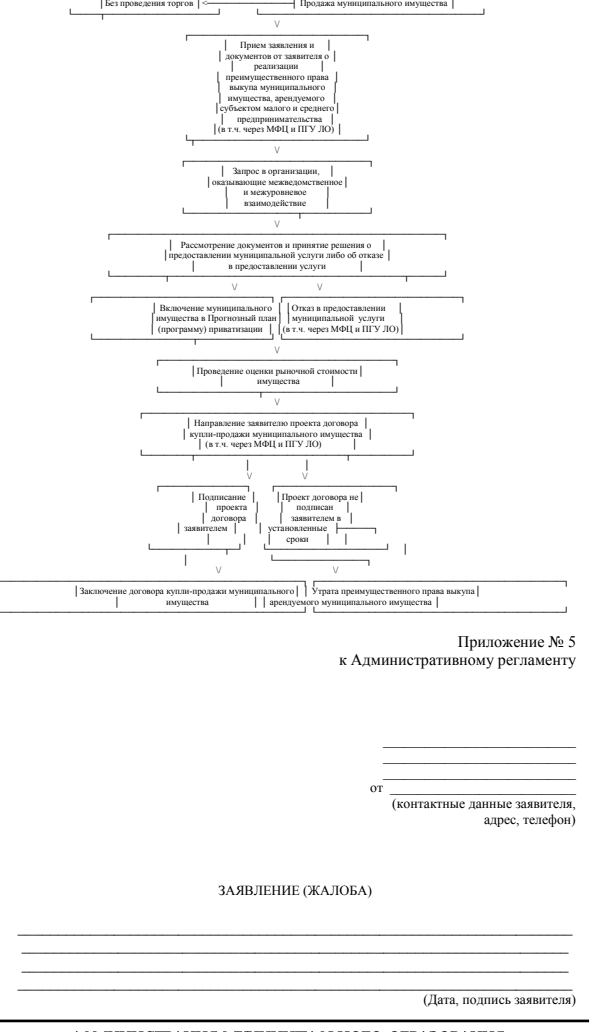 Без проведения торгов | <— Продажа муниципального имущества
Прием заявления и
документов от заявителя о
реализации
преимущественного права
выкупа муниципального
имущества, арендуемого
субъектом малого и среднего
предпринимательства
(в т.ч. через МФЦ и ПГУ ЛО)
Запрос в организации,
оказывающие межведомственное
и межуровневое
взаимодействие
Рассмотрение документов и принятие решения о
предоставлении муниципальной услуги либо об отказе
в предоставлении услуги
Включение муниципального
имущества в Прогнозный план
(программу) приватизации
Отказ в предоставлении
муниципальной услуги
(в т.ч. через МФЦ и ПГУ ЛО)
Проведение оценки рыночной стоимости
имущества
Направление заявителю проекта договора
купли-продажи муниципального имущества
(в т.ч. через МФЦ и ПГУ ЛО)
Подписание
проекта
договора
заявителем
Проект договора не
подписан
заявителем в
установленные
сроки
Заключение договора купли-продажи муниципального
имущества
Утрата преимущественного права выкупа
арендуемого муниципального имущества
Приложение № 5
к Административному регламенту
от
(контактные данные заявителя,
адрес, телефон)
ЗАЯВЛЕНИЕ (ЖАЛОБА)
(Дата, подпись заявителя)